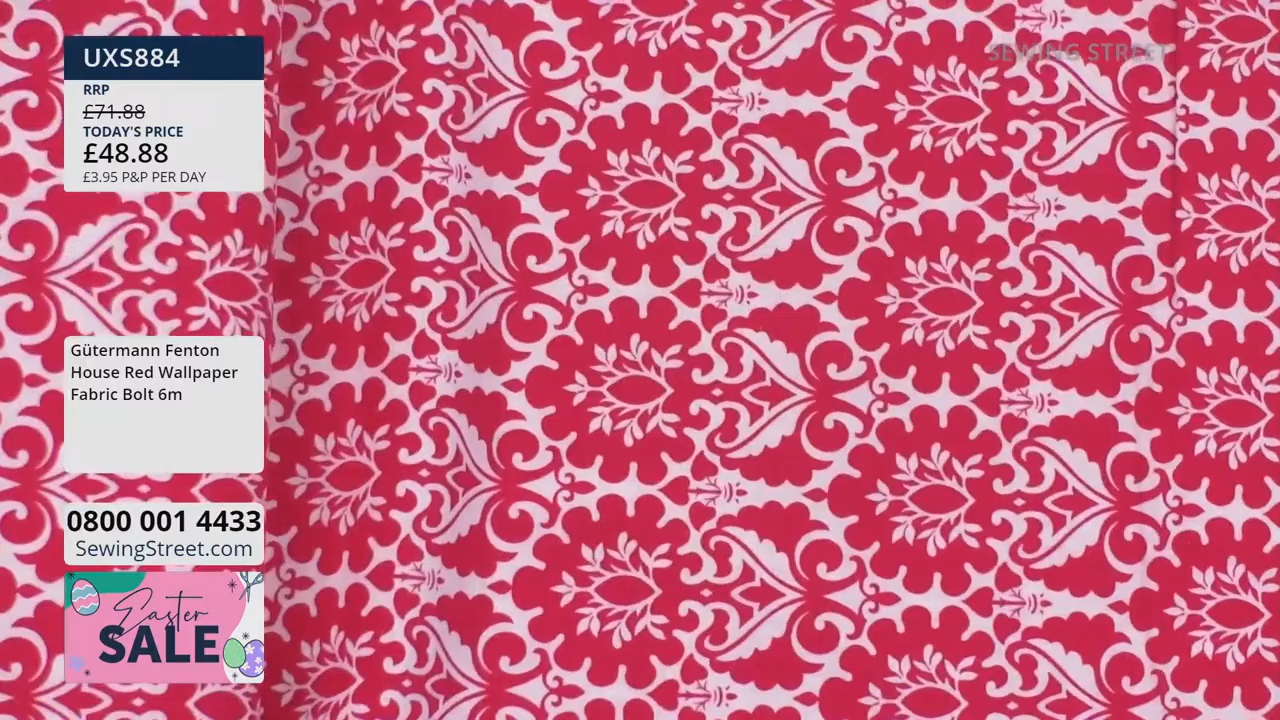 UXS884
RRP
£71.88
TODAY'S PRICE
£48.88
£3.95 P&P PER DAY
SEWING STREET
Gütermann Fenton
House Red Wallpaper
Fabric Bolt 6m
0800 001 4433
SewingStreet.com
Easter
SALE